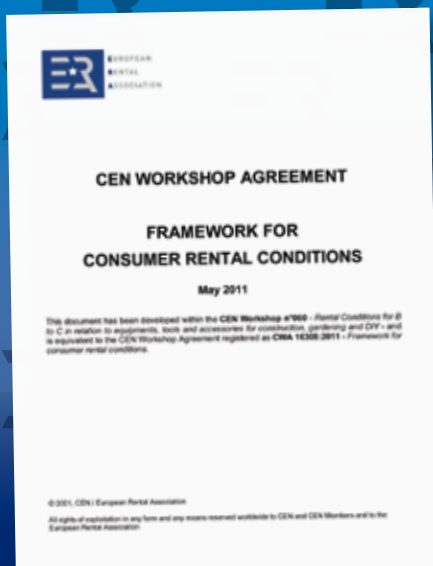 EUROPEAN
RENTAL
ASSOCIATION
CEN WORKSHOP AGREEMENT
FRAMEWORK FOR
CONSUMER RENTAL CONDITIONS
May 2011
This document has been developed within the CEN Workshop n°060 - Rental Conditions for B
to C in relation to equipments, tools and accessories for construction, gardening and DIY - and
is equivalent to the CEN Workshop Agreement registered as CWA 16308:2011 - Framework for
consumer rental conditions.
© 2001, CEN / European Rental Association
All rights of exploitation in any form and any means reserved worldwide to CEN and CEN Members and to the
European Rental Association